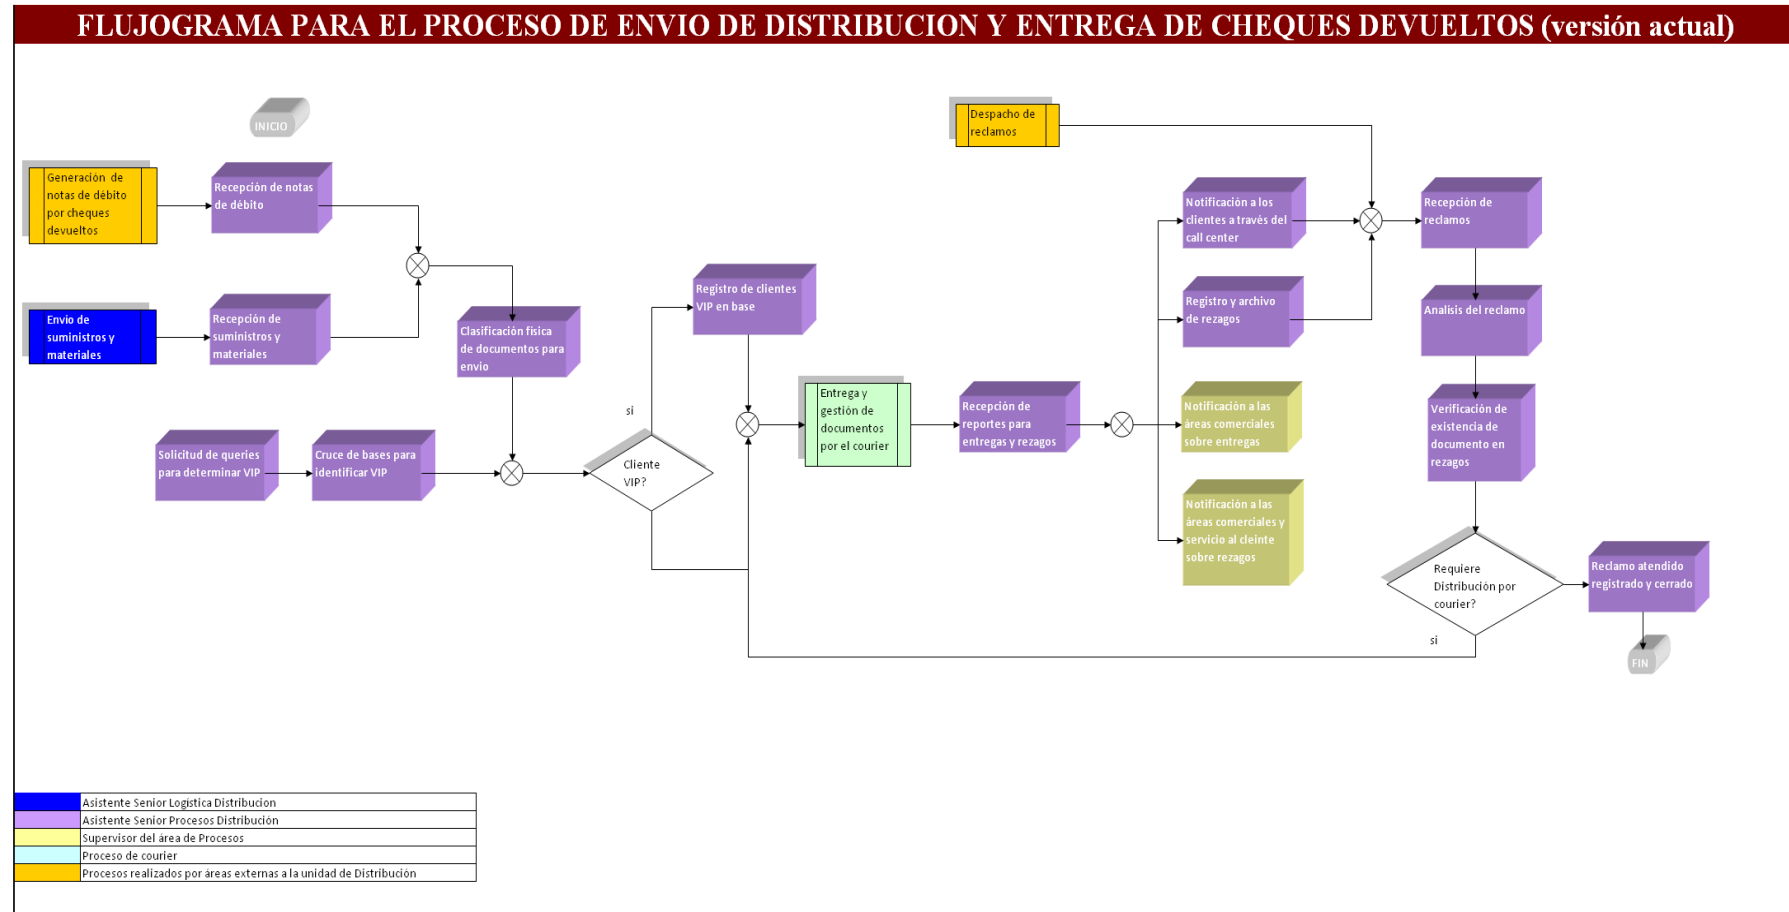 FLUJOGRAMA PARA EL PROCESO DE ENVIO DE DISTRIBUCION Y ENTREGA DE CHEQUES DEVUELTOS (versión actual)
INICIO
Generación de
notas de débito
por cheques
devueltos
Recepción de notas
de débito
Envio de
suministros y
materiales
Recepción de
suministros y
materiales
Clasificación física
de documentos para
envio
Solicitud de queries
para determinar VIP
Cruce de bases para
identificar VIP
Cliente
VIP?
si
Registro de clientes
VIP en base
Entrega y
gestión de
documentos
por el courier
Recepción de
reportes para
entregas y rezagos
Despacho de
reclamos
Notificación a los
clientes a través del
call center
Registro y archivo
de rezagos
Notificación a las
áreas comerciales
sobre entregas
Notificación a las
áreas comerciales y
servicio al cleinte
sobre rezagos
Recepción de
reclamos
Analisis del reclamo
Verificación de
existencia de
documento en
rezagos
Requiere
Distribución por
courier?
si
Reclamo atendido
registrado y cerrado
FIN
Asistente Senior Logística Distribucion
Asistente Senior Procesos Distribución
Supervisor del área de Procesos
Proceso de courier
Procesos realizados por áreas externas a la unidad de Distribución